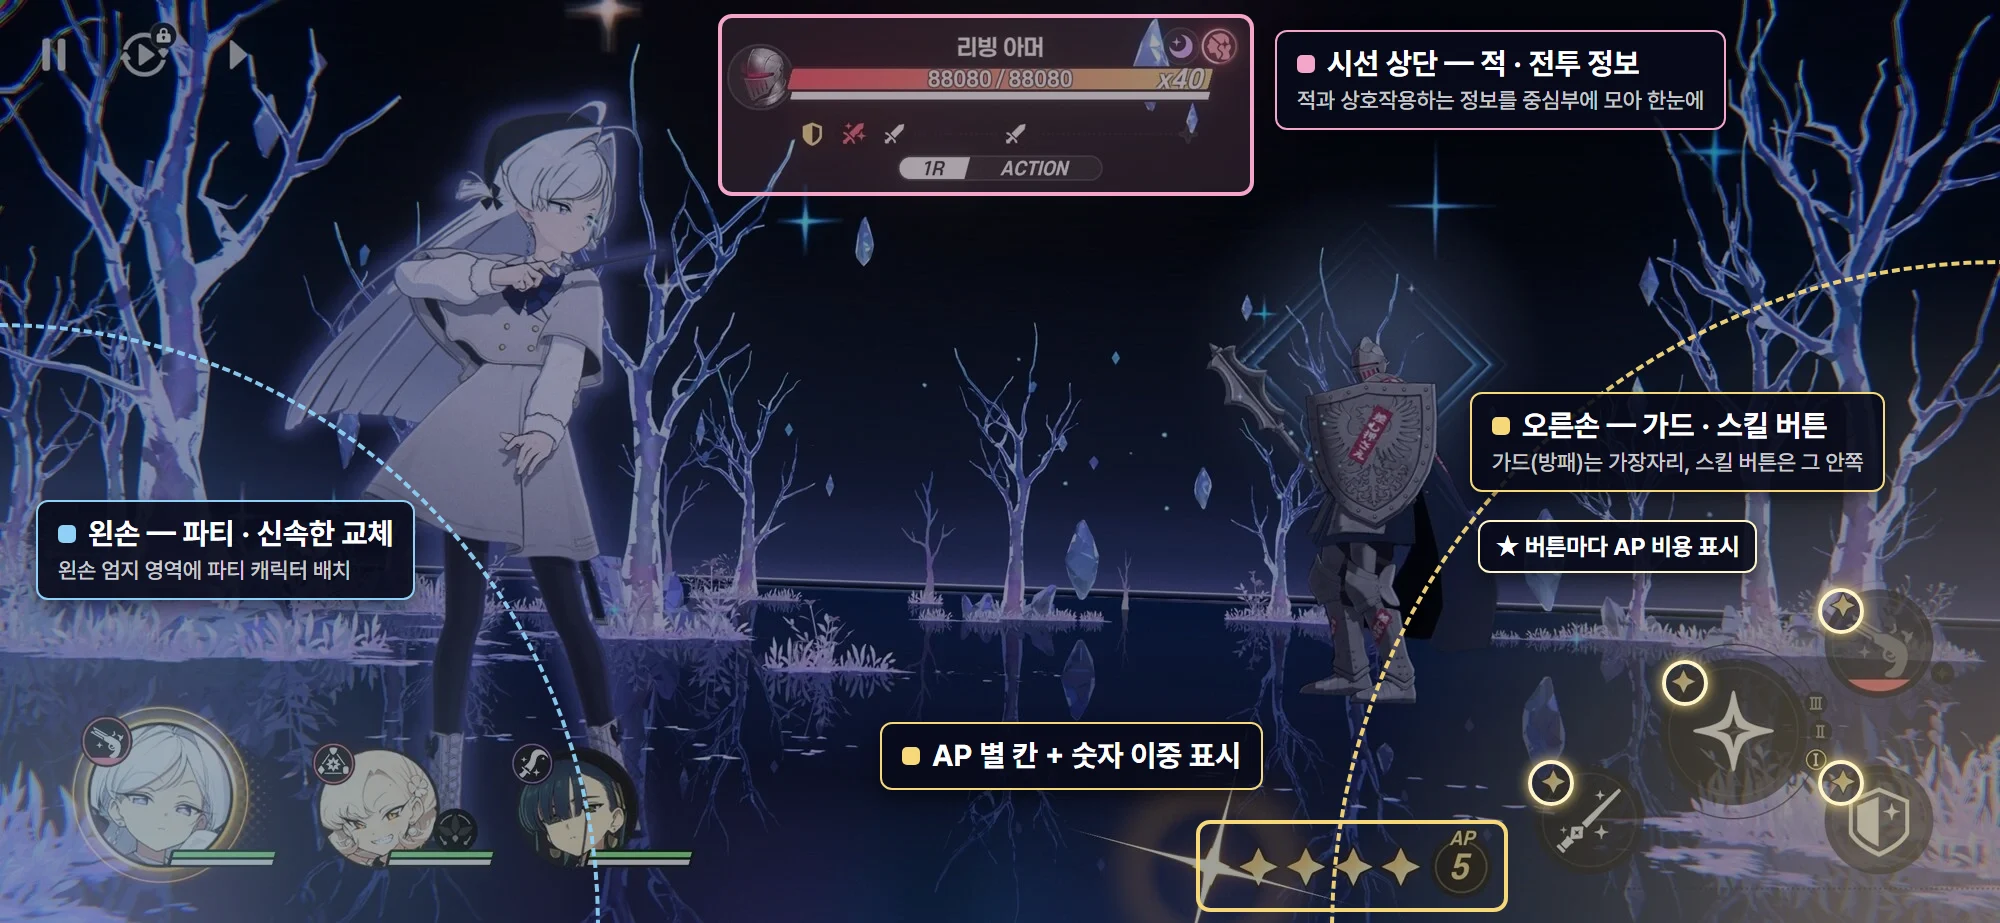 리빙 아머
88080 / 88080
x40
1R ACTION
시선 상단 — 적 · 전투 정보
적과 상호작용하는 정보를 중심부에 모아 한눈에
오른손 — 가드 · 스킬 버튼
가드(방패)는 가장자리, 스킬 버튼은 그 안쪽
왼손 — 파티 · 신속한 교체
왼손 엄지 영역에 파티 캐릭터 배치
★ 버튼마다 AP 비용 표시
III
II
I
AP 별 칸 + 숫자 이중 표시
AP
5